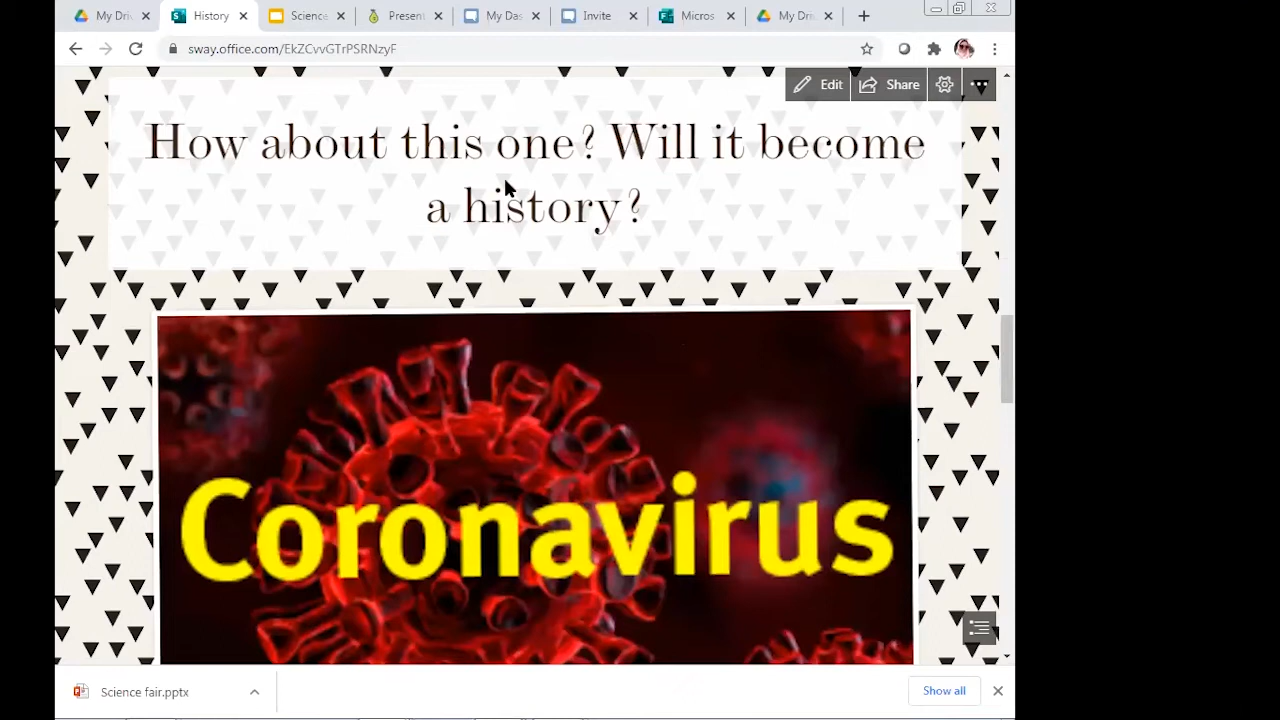 My Dri
History
Science
Present
My Das
Invite
Micros
My Dri
sway.office.com/EkZCvvGTrPSRNzyF
Edit
Share
How about this one? Will it become
a history?
Coronavirus
Science fair.pptx
Show all